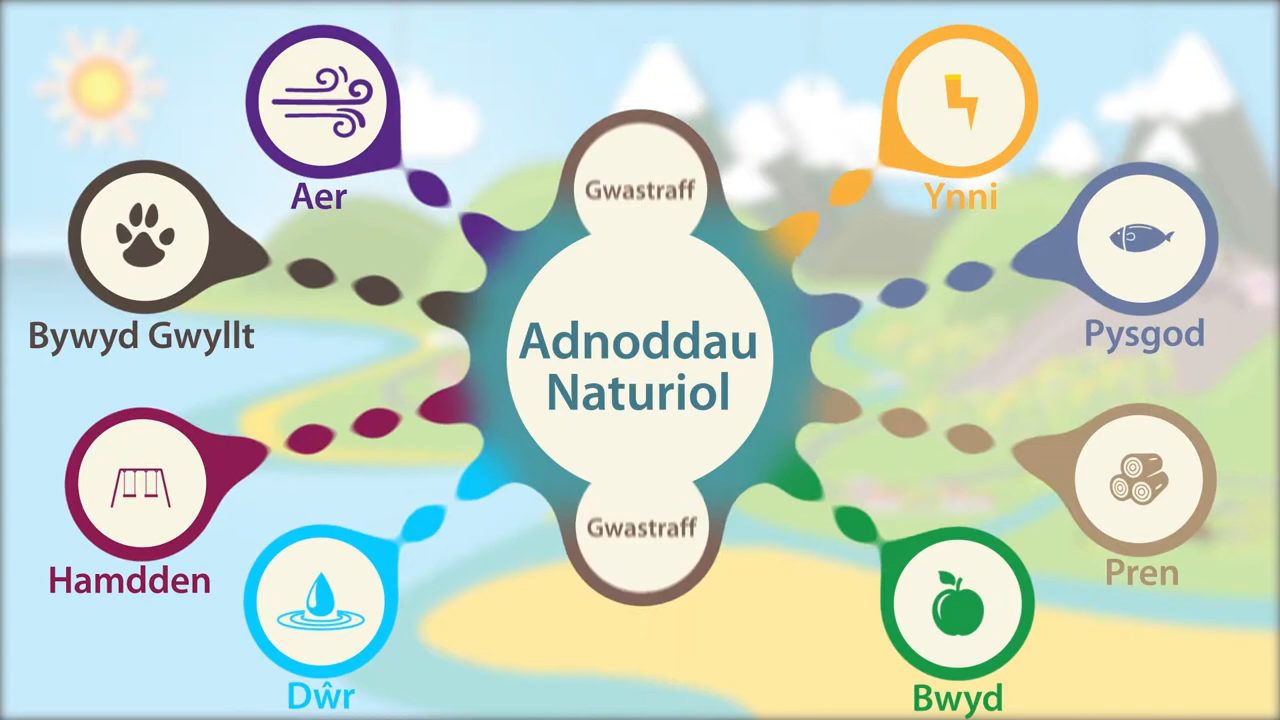 Aer
Ynni
Gwastraff
Bywyd Gwyllt
Pysgod
Adnoddau
Naturiol
Hamdden
Gwastraff
Pren
Dŵr
Bwyd